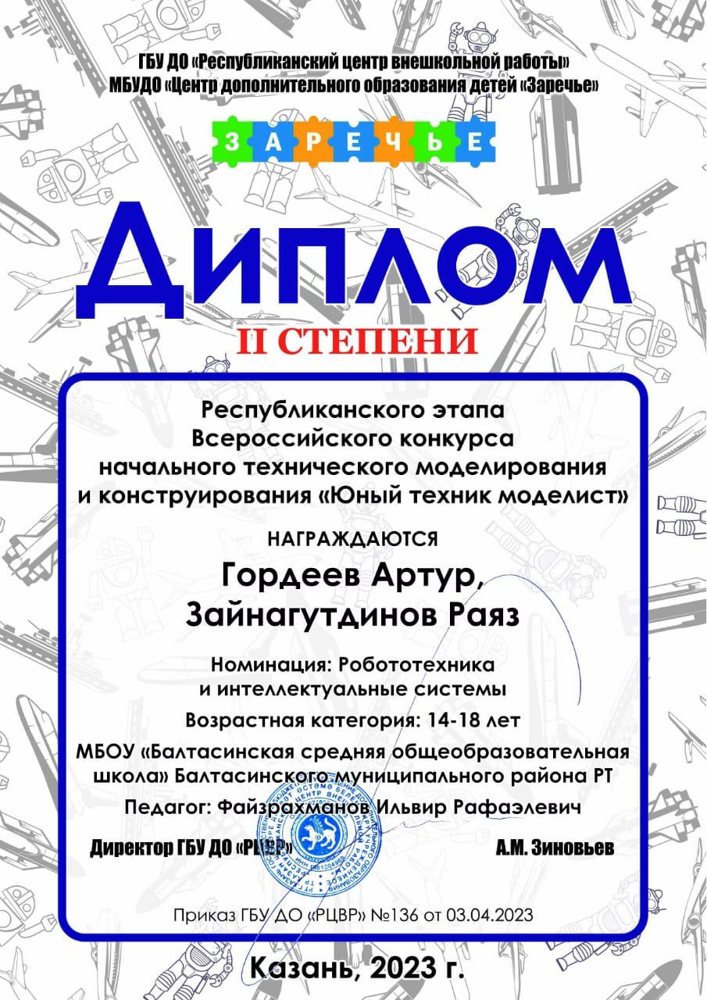 ГБУ ДО «Республиканский центр внешкольной работы»
МБУДО «Центр дополнительного образования детей «Заречье»
ЗАРЕЧЬЕ
Диплом
II СТЕПЕНИ
Республиканского этапа
Всероссийского конкурса
начального технического моделирования
и конструирования «Юный техник моделист»
НАГРАЖДАЮТСЯ
Гордеев Артур,
Зайнагутдинов Раяз
Номинация: Робототехника
и интеллектуальные системы
Возрастная категория: 14-18 лет
МБОУ «Балтасинская средняя общеобразовательная
школа» Балтасинского муниципального района РТ
Педагог: Файзрахманов Ильвир Рафаэлевич
Директор ГБУ ДО «РЦВР» А.М. Зиновьев
Приказ ГБУ ДО «РЦВР» №136 от 03.04.2023
Казань, 2023 г.